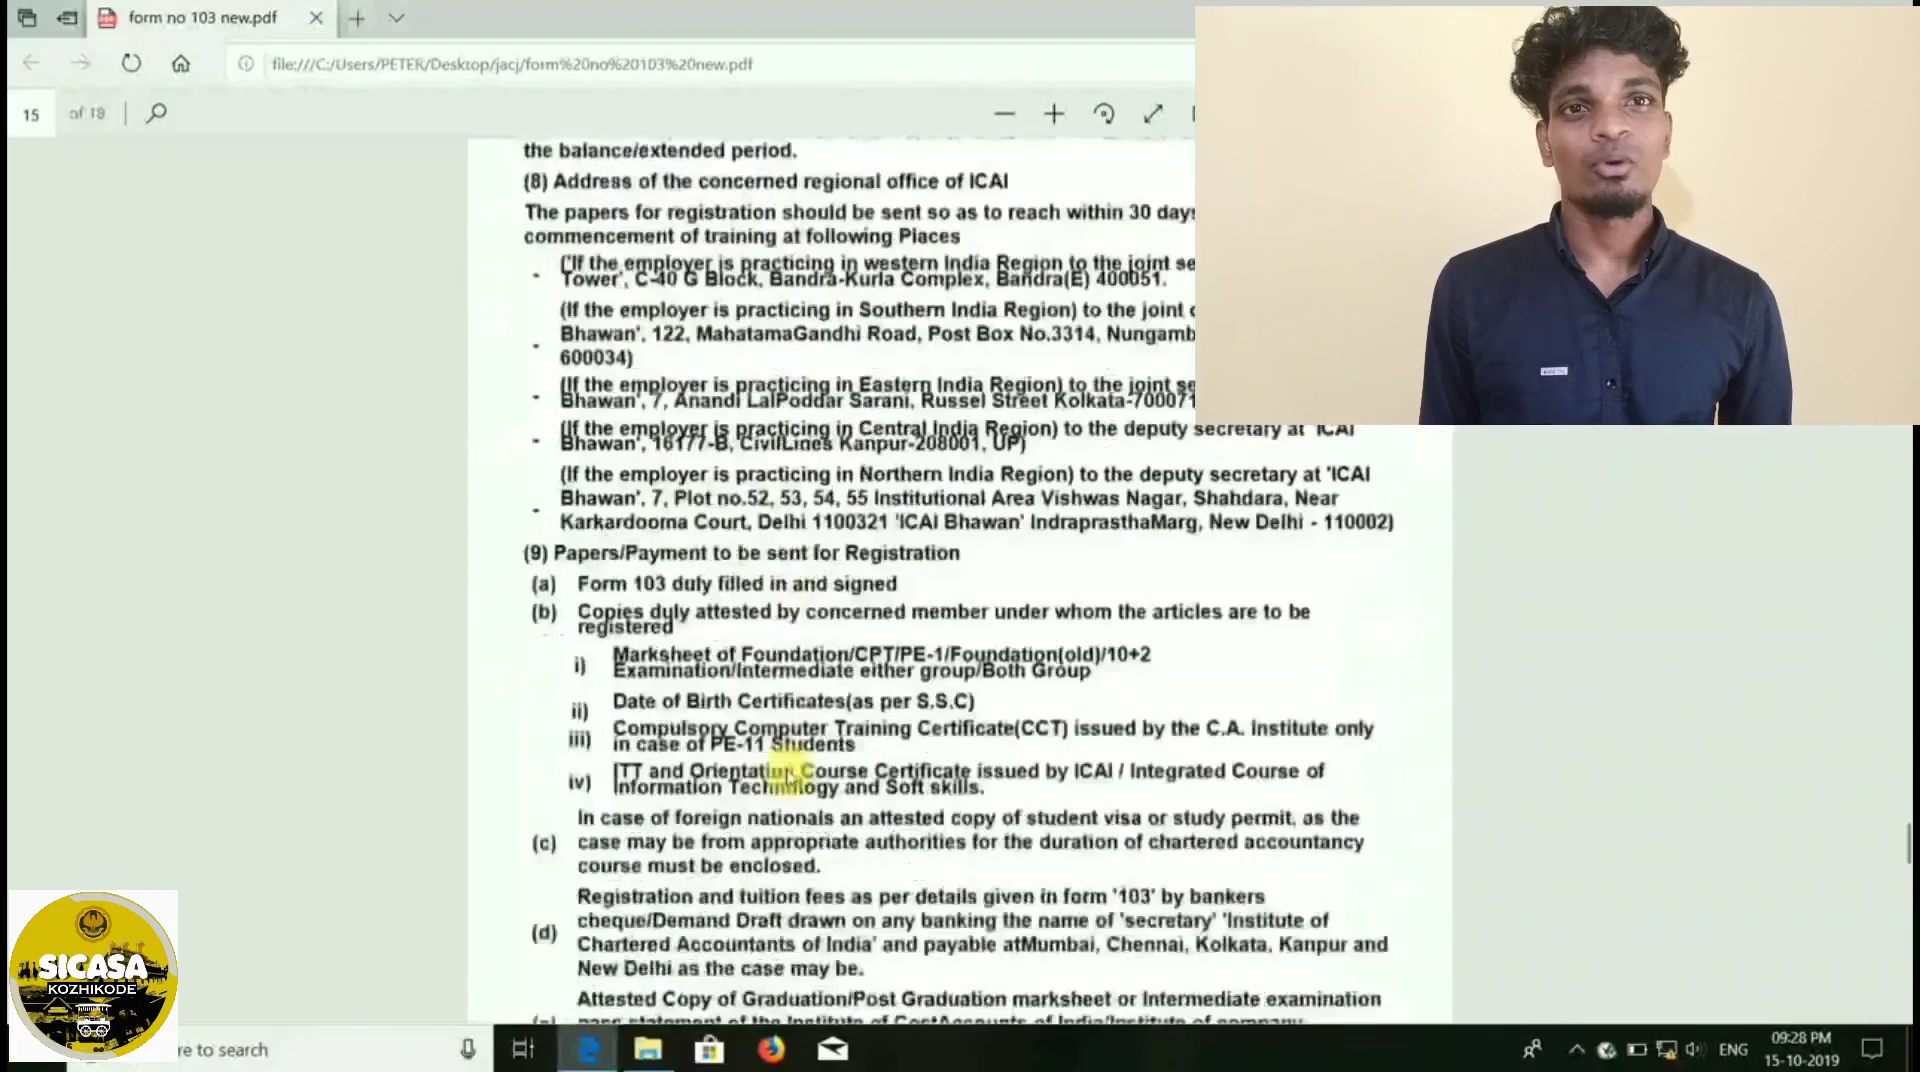 form no 103 new.pdf
file:///C:/Users/PETER/Desktop/jacj/form%20no%20103%20new.pdf
15 of 18
the balance/extended period.
(8) Address of the concerned regional office of ICAI
The papers for registration should be sent so as to reach within 30 days
commencement of training at following Places
- ('If the employer is practicing in western India Region to the joint se
Tower', C-40 G Block, Bandra-Kurla Complex, Bandra(E) 400051.
(If the employer is practicing in Southern India Region) to the joint
Bhawan', 122, MahatamaGandhi Road, Post Box No.3314, Nungamb
- 600034)
- (If the employer is practicing in Eastern India Region) to the joint se
Bhawan', 7, Anandi LalPoddar Sarani, Russel Street Kolkata-700071
- (If the employer is practicing in Central India Region) to the deputy secretary at 'ICAI
Bhawan', 16177-B, CivilLines Kanpur-208001, UP)
(If the employer is practicing in Northern India Region) to the deputy secretary at 'ICAI
Bhawan', 7, Plot no.52, 53, 54, 55 Institutional Area Vishwas Nagar, Shahdara, Near
- Karkardooma Court, Delhi 1100321 'ICAI Bhawan' IndraprasthaMarg, New Delhi - 110002)
(9) Papers/Payment to be sent for Registration
(a) Form 103 duly filled in and signed
(b) Copies duly attested by concerned member under whom the articles are to be
registered
i) Marksheet of Foundation/CPT/PE-1/Foundation(old)/10+2
Examination/Intermediate either group/Both Group
ii) Date of Birth Certificates(as per S.S.C)
iii) Compulsory Computer Training Certificate(CCT) issued by the C.A. Institute only
in case of PE-11 Students
iv) ITT and Orientation Course Certificate issued by ICAI / Integrated Course of
Information Technology and Soft skills.
In case of foreign nationals an attested copy of student visa or study permit, as the
(c) case may be from appropriate authorities for the duration of chartered accountancy
course must be enclosed.
Registration and tuition fees as per details given in form '103' by bankers
cheque/Demand Draft drawn on any banking the name of 'secretary' 'Institute of
(d) Chartered Accountants of India' and payable atMumbai, Chennai, Kolkata, Kanpur and
New Delhi as the case may be.
Attested Copy of Graduation/Post Graduation marksheet or Intermediate examination
pass statement of the Institute of CostAccounts of India/Institute of company
SICASA
KOZHIKODE
re to search
ENG
09:28 PM
15-10-2019